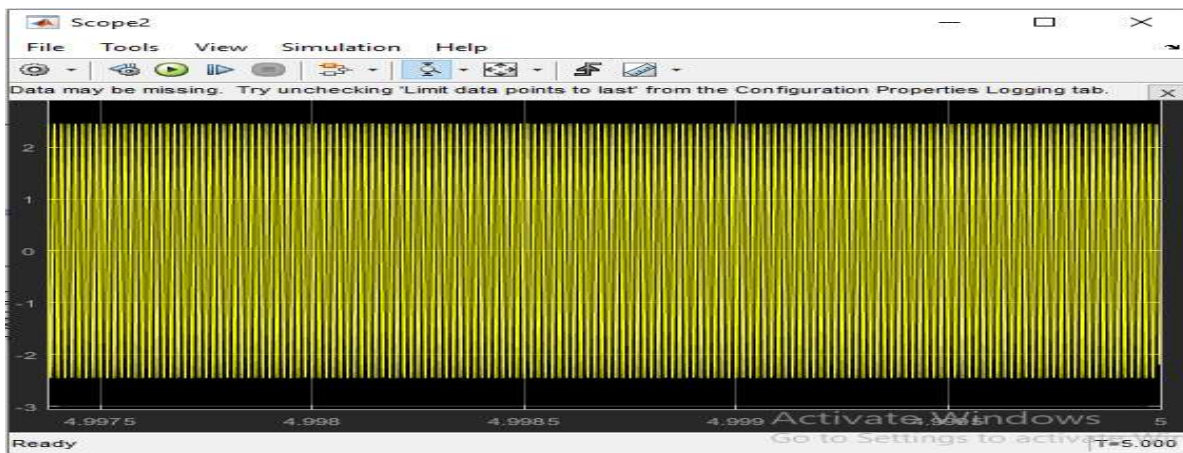 Scope2
File Tools View Simulation Help
Data may be missing. Try unchecking 'Limit data points to last' from the Configuration Properties Logging tab.
2
1
0
-1
-2
-3
4.9975 4.998 4.9985 4.999 4.9995 5
Activate Windows
Go to Settings to activate
Ready T=5.000